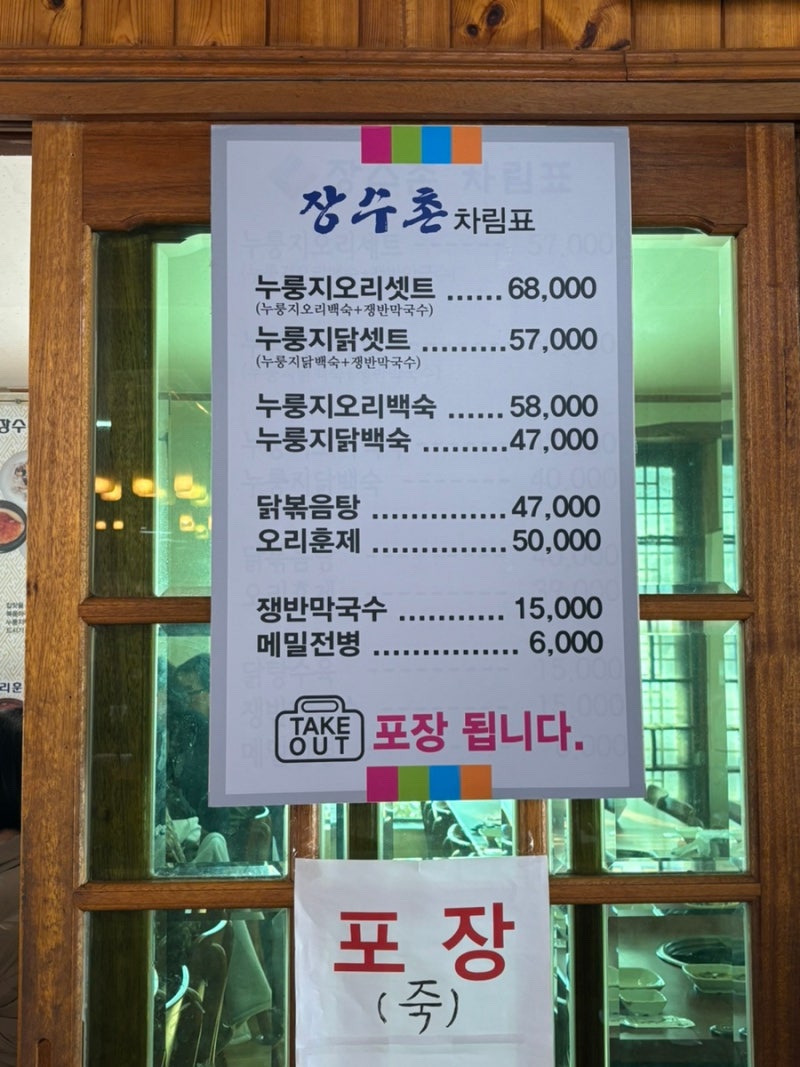 장수촌 차림표
누룽지오리셋트 ...... 68,000
(누룽지오리백숙+쟁반막국수)
누룽지닭셋트 .........57,000
(누룽지닭백숙+쟁반막국수)
누룽지오리백숙 ...... 58,000
누룽지닭백숙 ......... 47,000
닭볶음탕 ..............47,000
오리훈제 ..............50,000
쟁반막국수 ........... 15,000
메밀전병 ............... 6,000
TAKE
OUT
포장 됩니다.
포장
(죽)
장수